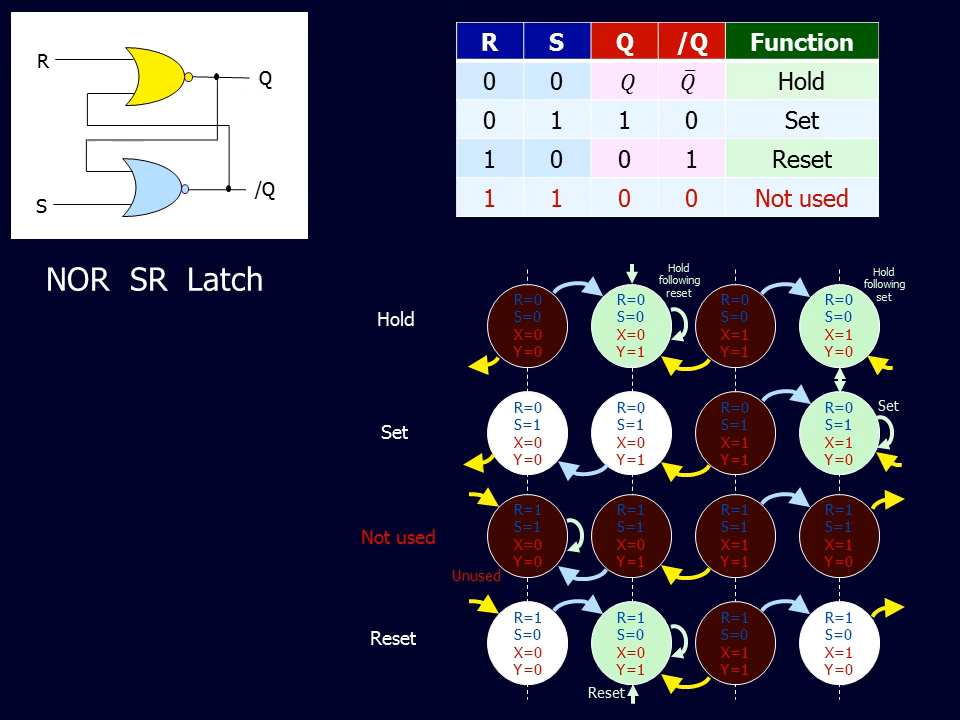 R
Q
/Q
S
R S Q /Q Function
0 0 Q Q̅ Hold
0 1 1 0 Set
1 0 0 1 Reset
1 1 0 0 Not used
NOR SR Latch
Hold
following
reset
Hold
following
set
Hold
R=0 R=0 R=0 R=0
S=0 S=0 S=0 S=0
X=0 X=0 X=1 X=1
Y=0 Y=1 Y=1 Y=0
Set
Set
R=0 R=0 R=0 R=0
S=1 S=1 S=1 S=1
X=0 X=0 X=1 X=1
Y=0 Y=1 Y=1 Y=0
Not used
R=1 R=1 R=1 R=1
S=1 S=1 S=1 S=1
X=0 X=0 X=1 X=1
Y=0 Y=1 Y=1 Y=0
Unused
Reset
R=1 R=1 R=1 R=1
S=0 S=0 S=0 S=0
X=0 X=0 X=1 X=1
Y=0 Y=1 Y=1 Y=0
Reset